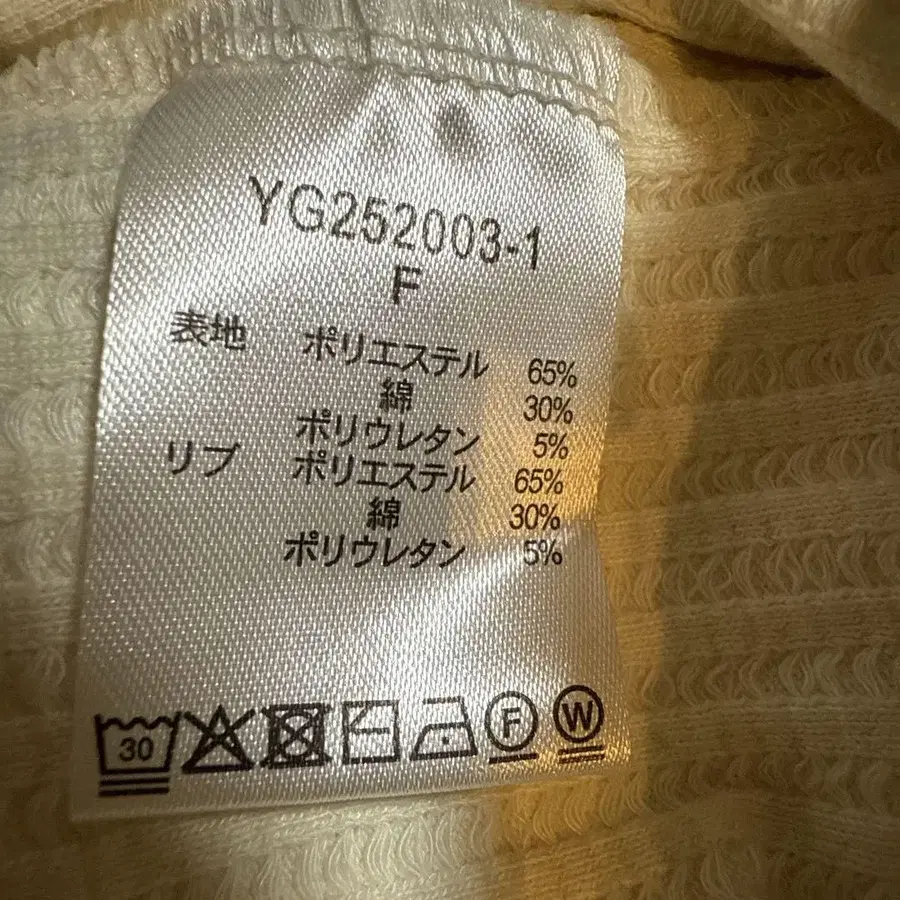 YG252003-1
F
表地 ポリエステル 65%
綿 30%
ポリウレタン 5%
リブ ポリエステル 65%
綿 30%
ポリウレタン 5%
30 F W